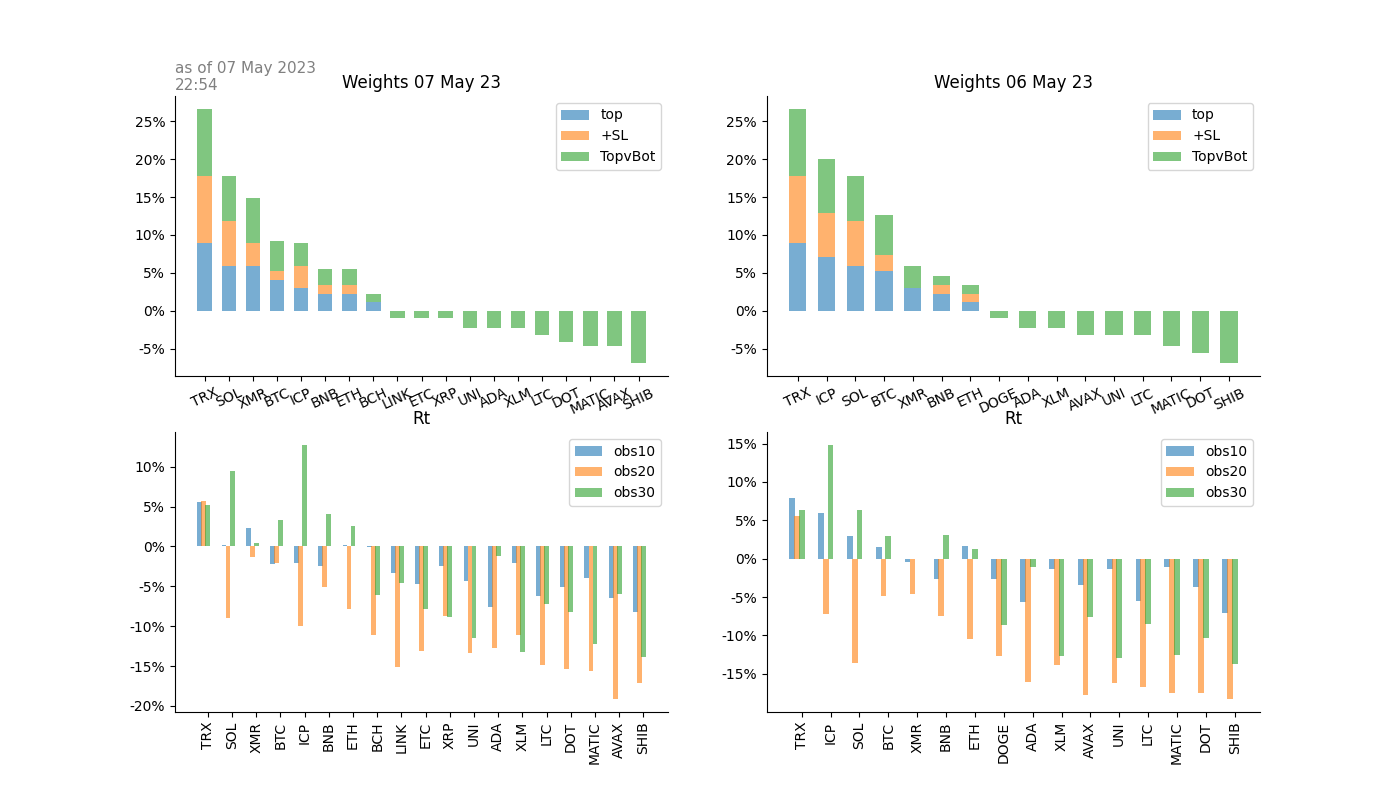 as of 07 May 2023
22:54
Weights 07 May 23
25%
20%
15%
10%
5%
0%
-5%
top
+SL
TopvBot
TRX SOL XMR BTC ICP BNB ETH BCH LINK ETC XRP UNI ADA XLM LTC DOT MATIC AVAX SHIB
Weights 06 May 23
25%
20%
15%
10%
5%
0%
-5%
top
+SL
TopvBot
TRX ICP SOL BTC XMR BNB ETH DOGE ADA XLM AVAX UNI LTC MATIC DOT SHIB
Rt
10%
5%
0%
-5%
-10%
-15%
-20%
obs10
obs20
obs30
TRX SOL XMR BTC ICP BNB ETH BCH LINK ETC XRP UNI ADA XLM LTC DOT MATIC AVAX SHIB
Rt
15%
10%
5%
0%
-5%
-10%
-15%
obs10
obs20
obs30
TRX ICP SOL BTC XMR BNB ETH DOGE ADA XLM AVAX UNI LTC MATIC DOT SHIB